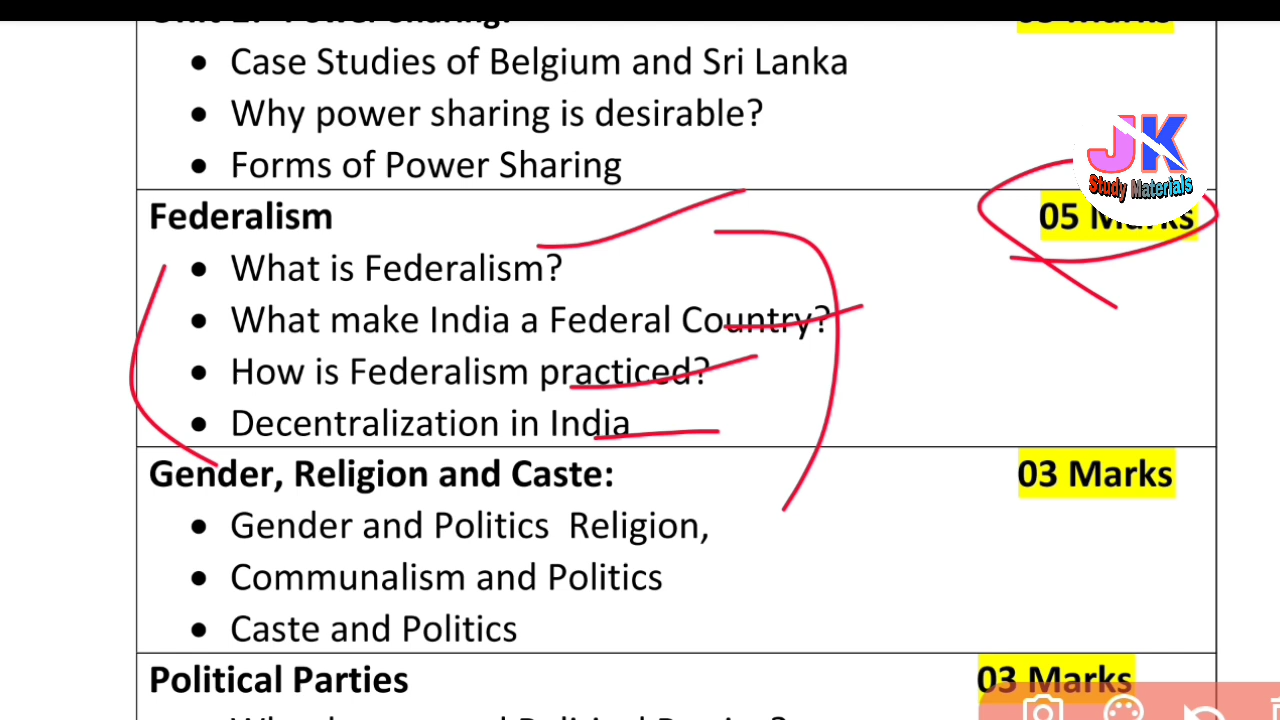 Case Studies of Belgium and Sri Lanka
Why power sharing is desirable?
Forms of Power Sharing
JK
Study Materials
Federalism 05 Marks
What is Federalism?
What make India a Federal Country?
How is Federalism practiced?
Decentralization in India
Gender, Religion and Caste: 03 Marks
Gender and Politics Religion,
Communalism and Politics
Caste and Politics
Political Parties 03 Marks